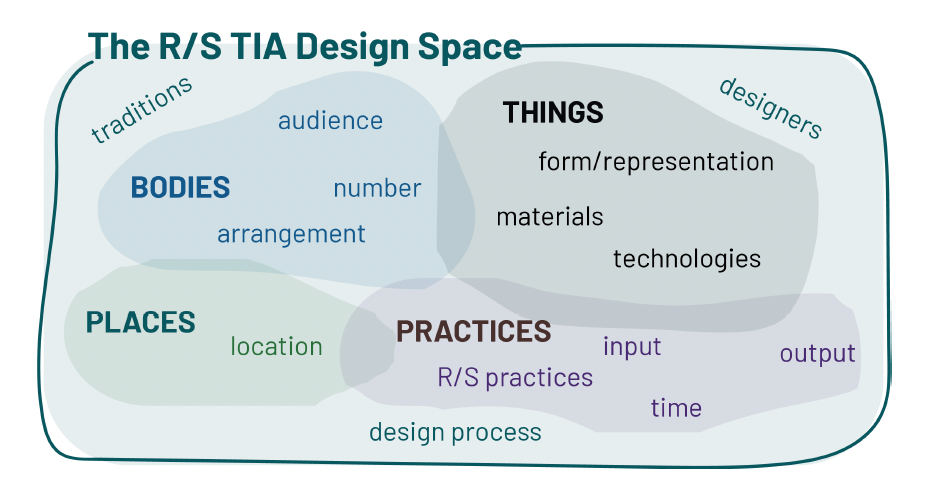 The R/S TIA Design Space
traditions
designers
BODIES
audience
number
arrangement
THINGS
form/representation
materials
technologies
PLACES
location
PRACTICES
input
output
R/S practices
time
design process